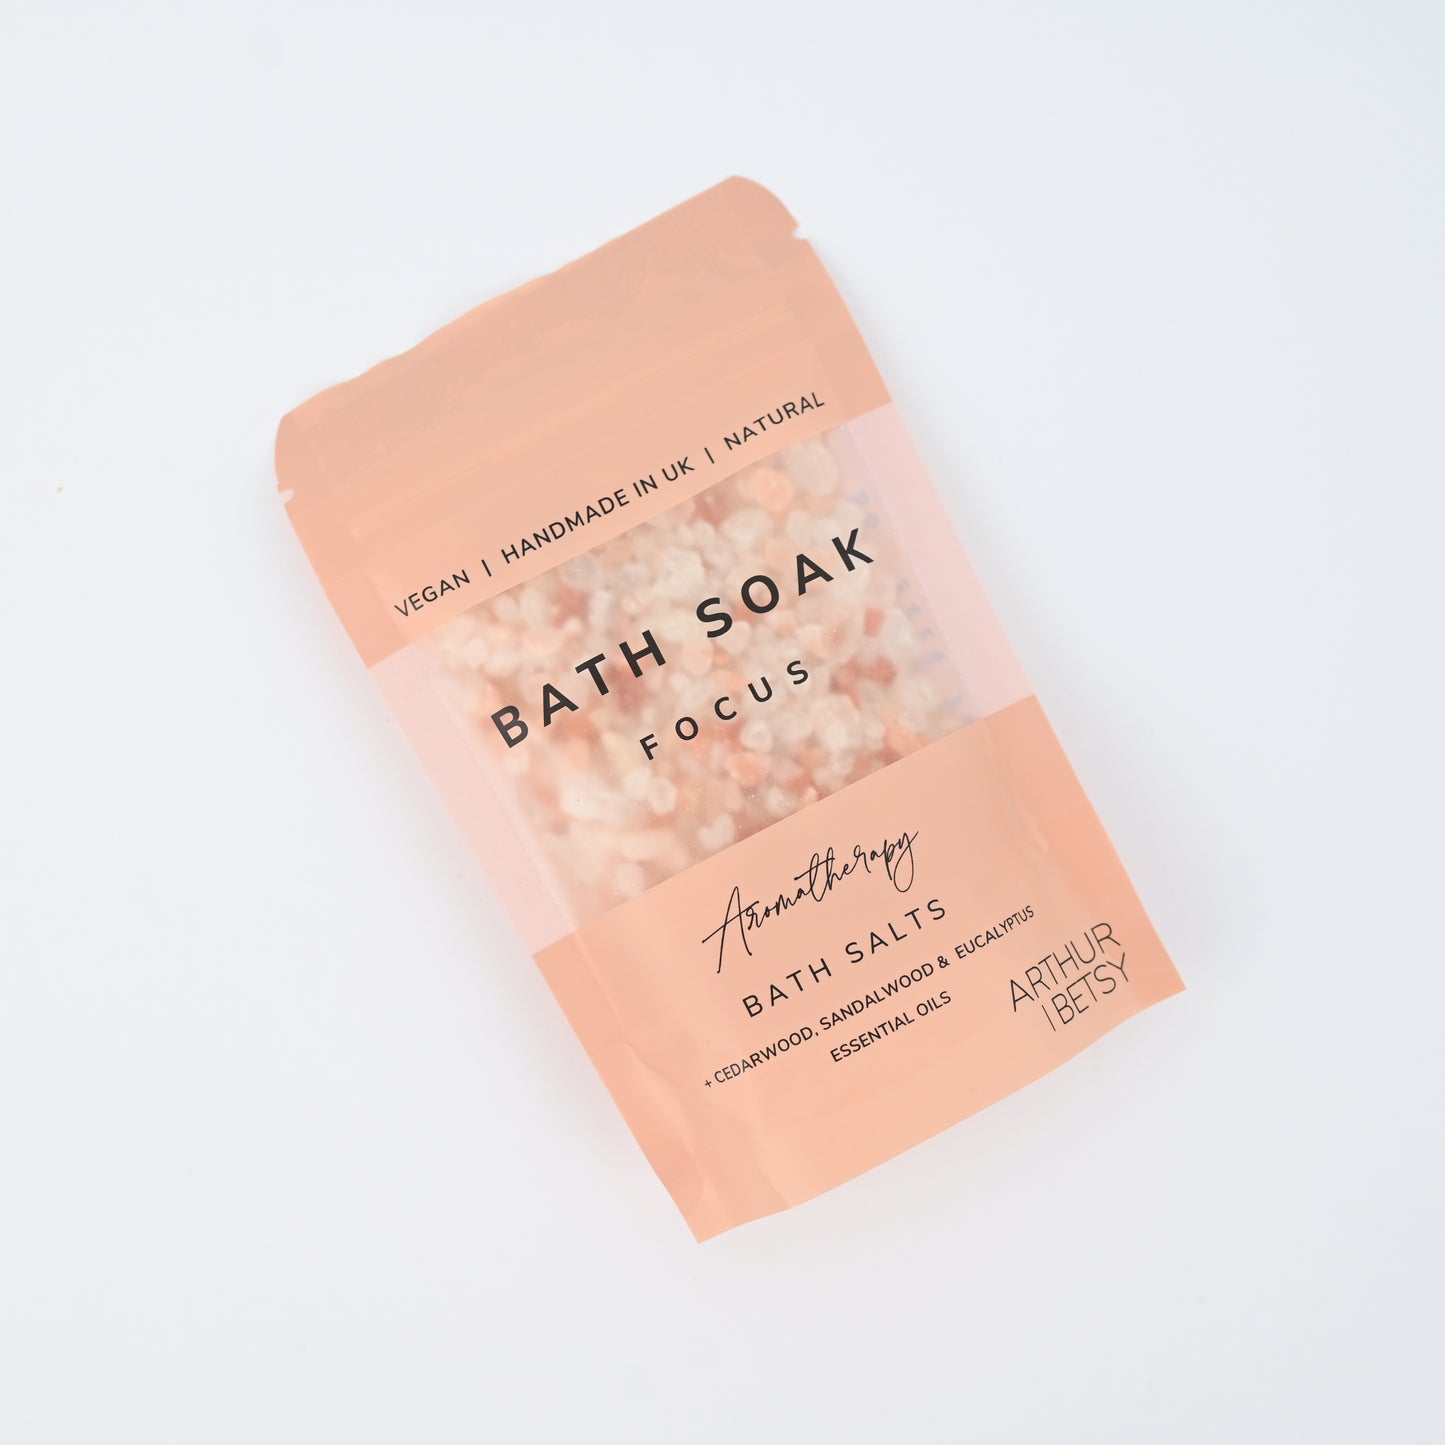 VEGAN | HANDMADE IN UK | NATURAL
BATH SOAK
FOCUS
Aromatherapy
BATH SALTS
+ CEDARWOOD, SANDALWOOD & EUCALYPTUS
ESSENTIAL OILS
ARTHUR
| BETSY